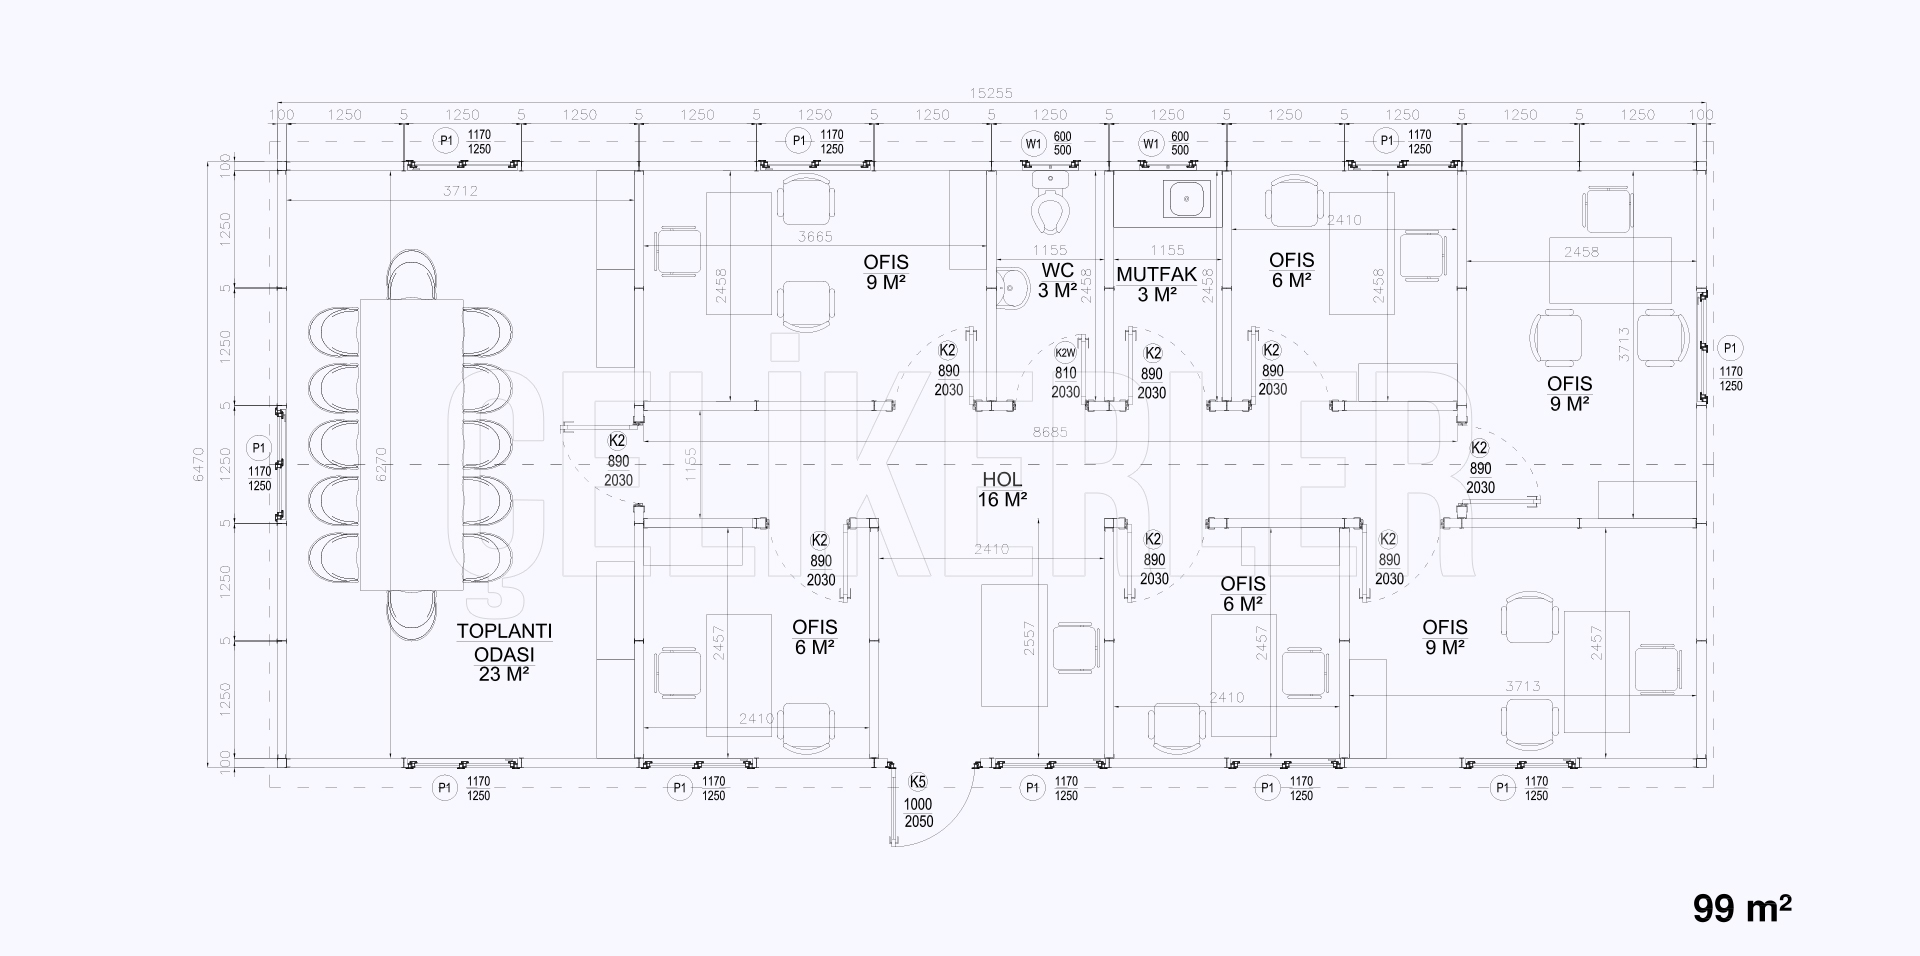 15255
100 1250 5 1250 5 1250 5 1250 5 1250 5 1250 5 1250 5 1250 5 1250 5 1250 5 1250 5 1250 100
P1 1170 1250
P1 1170 1250
W1 600 500
W1 600 500
P1 1170 1250
6470
100
1250
5
1250
5
1250
5
1250
5
1250
100
3712
6270
3665
2458
OFIS
9 M²
1155
WC
3 M²
2458
1155
MUTFAK
3 M²
2458
2410
OFIS
6 M²
2458
2458
3713
OFIS
9 M²
P1 1170 1250
P1 1170 1250
K2 890 2030
K2W 810 2030
K2 890 2030
K2 890 2030
ÇELİKERLER
8685
K2 890 2030
1165
HOL
16 M²
K2 890 2030
2410
K2 890 2030
K2 890 2030
K2 890 2030
TOPLANTI
ODASI
23 M²
2457
OFIS
6 M²
2410
2557
OFIS
6 M²
2457
2410
OFIS
9 M²
2457
3713
P1 1170 1250
P1 1170 1250
K5 1000 2050
P1 1170 1250
P1 1170 1250
P1 1170 1250
99 m²